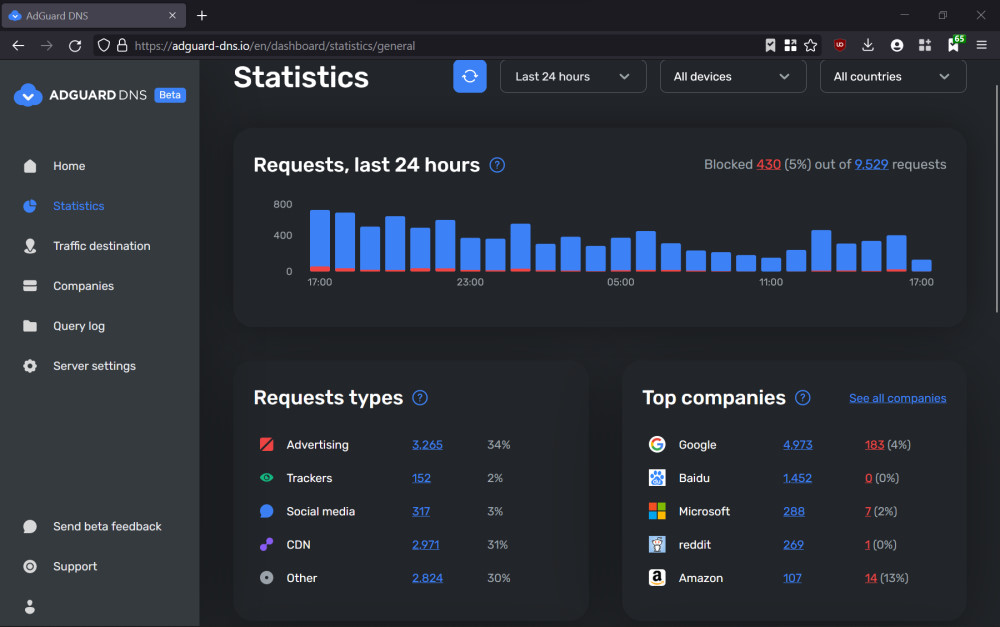 AdGuard DNS
https://adguard-dns.io/en/dashboard/statistics/general
65
ADGUARD DNS Beta
Home
Statistics
Traffic destination
Companies
Query log
Server settings
Send beta feedback
Support
Statistics
Last 24 hours
All devices
All countries
Requests, last 24 hours ?
Blocked 430 (5%) out of 9.529 requests
800
400
0
17:00 23:00 05:00 11:00 17:00
Requests types ?
Advertising 3,265 34%
Trackers 152 2%
Social media 317 3%
CDN 2,971 31%
Other 2,824 30%
Top companies ? See all companies
Google 4,973 183 (4%)
Baidu 1,452 0 (0%)
Microsoft 288 7 (2%)
reddit 269 1 (0%)
Amazon 107 14 (13%)